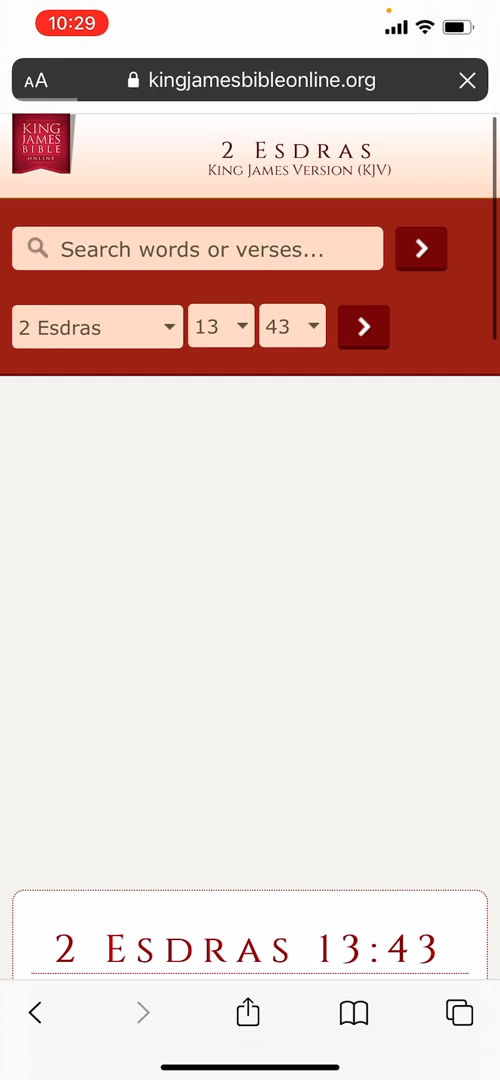 10:29
AA
kingjamesbibleonline.org
KING
JAMES
BIBLE
ONLINE
2 ESDRAS
KING JAMES VERSION (KJV)
Search words or verses...
2 Esdras
13
43
2 ESDRAS 13:43